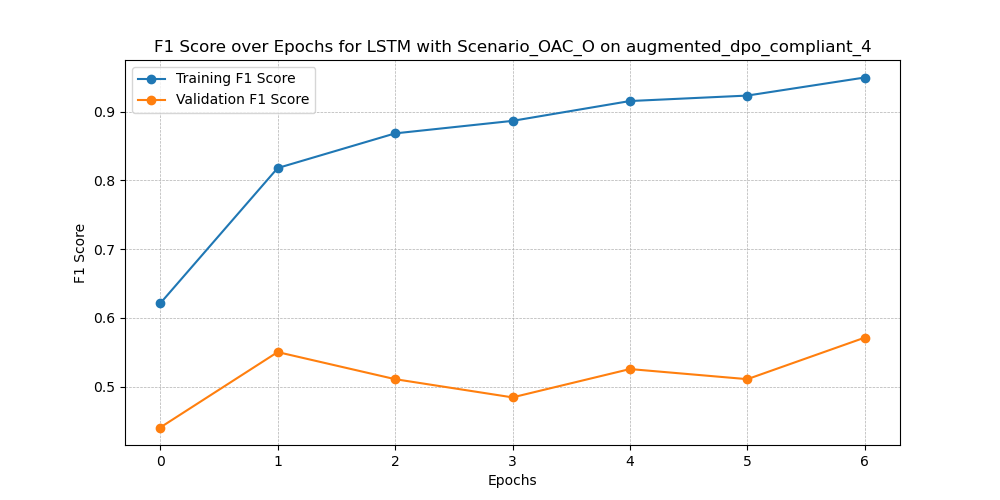 F1 Score over Epochs for LSTM with Scenario_OAC_O on augmented_dpo_compliant_4
Training F1 Score
Validation F1 Score
F1 Score
0.9
0.8
0.7
0.6
0.5
0 1 2 3 4 5 6
Epochs